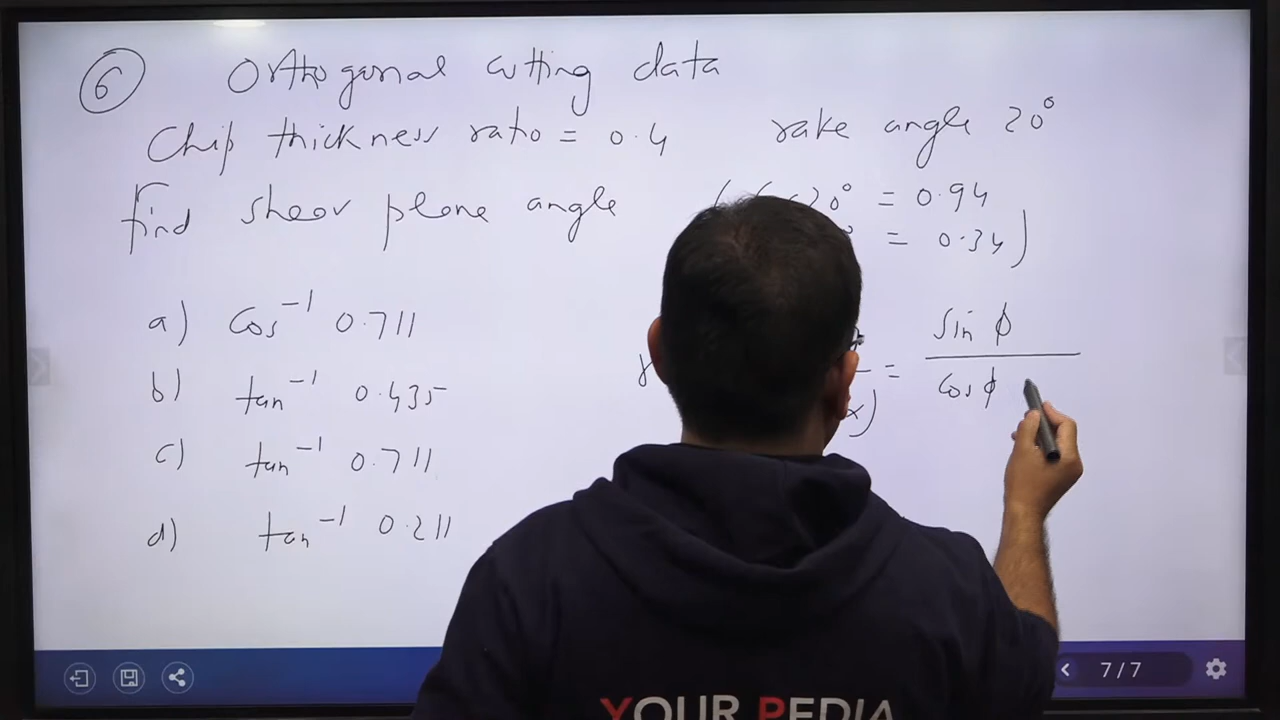 6 Orthogonal cutting data
Chip thickness ratio = 0.4 rake angle 20°
find shear plane angle ( 20° = 0.94
= 0.34 )
a) Cos⁻¹ 0.711
b) tan⁻¹ 0.435
c) tan⁻¹ 0.711
d) tan⁻¹ 0.211
= sin ϕ
cos ϕ
α)
7/7
YOUR PEDIA